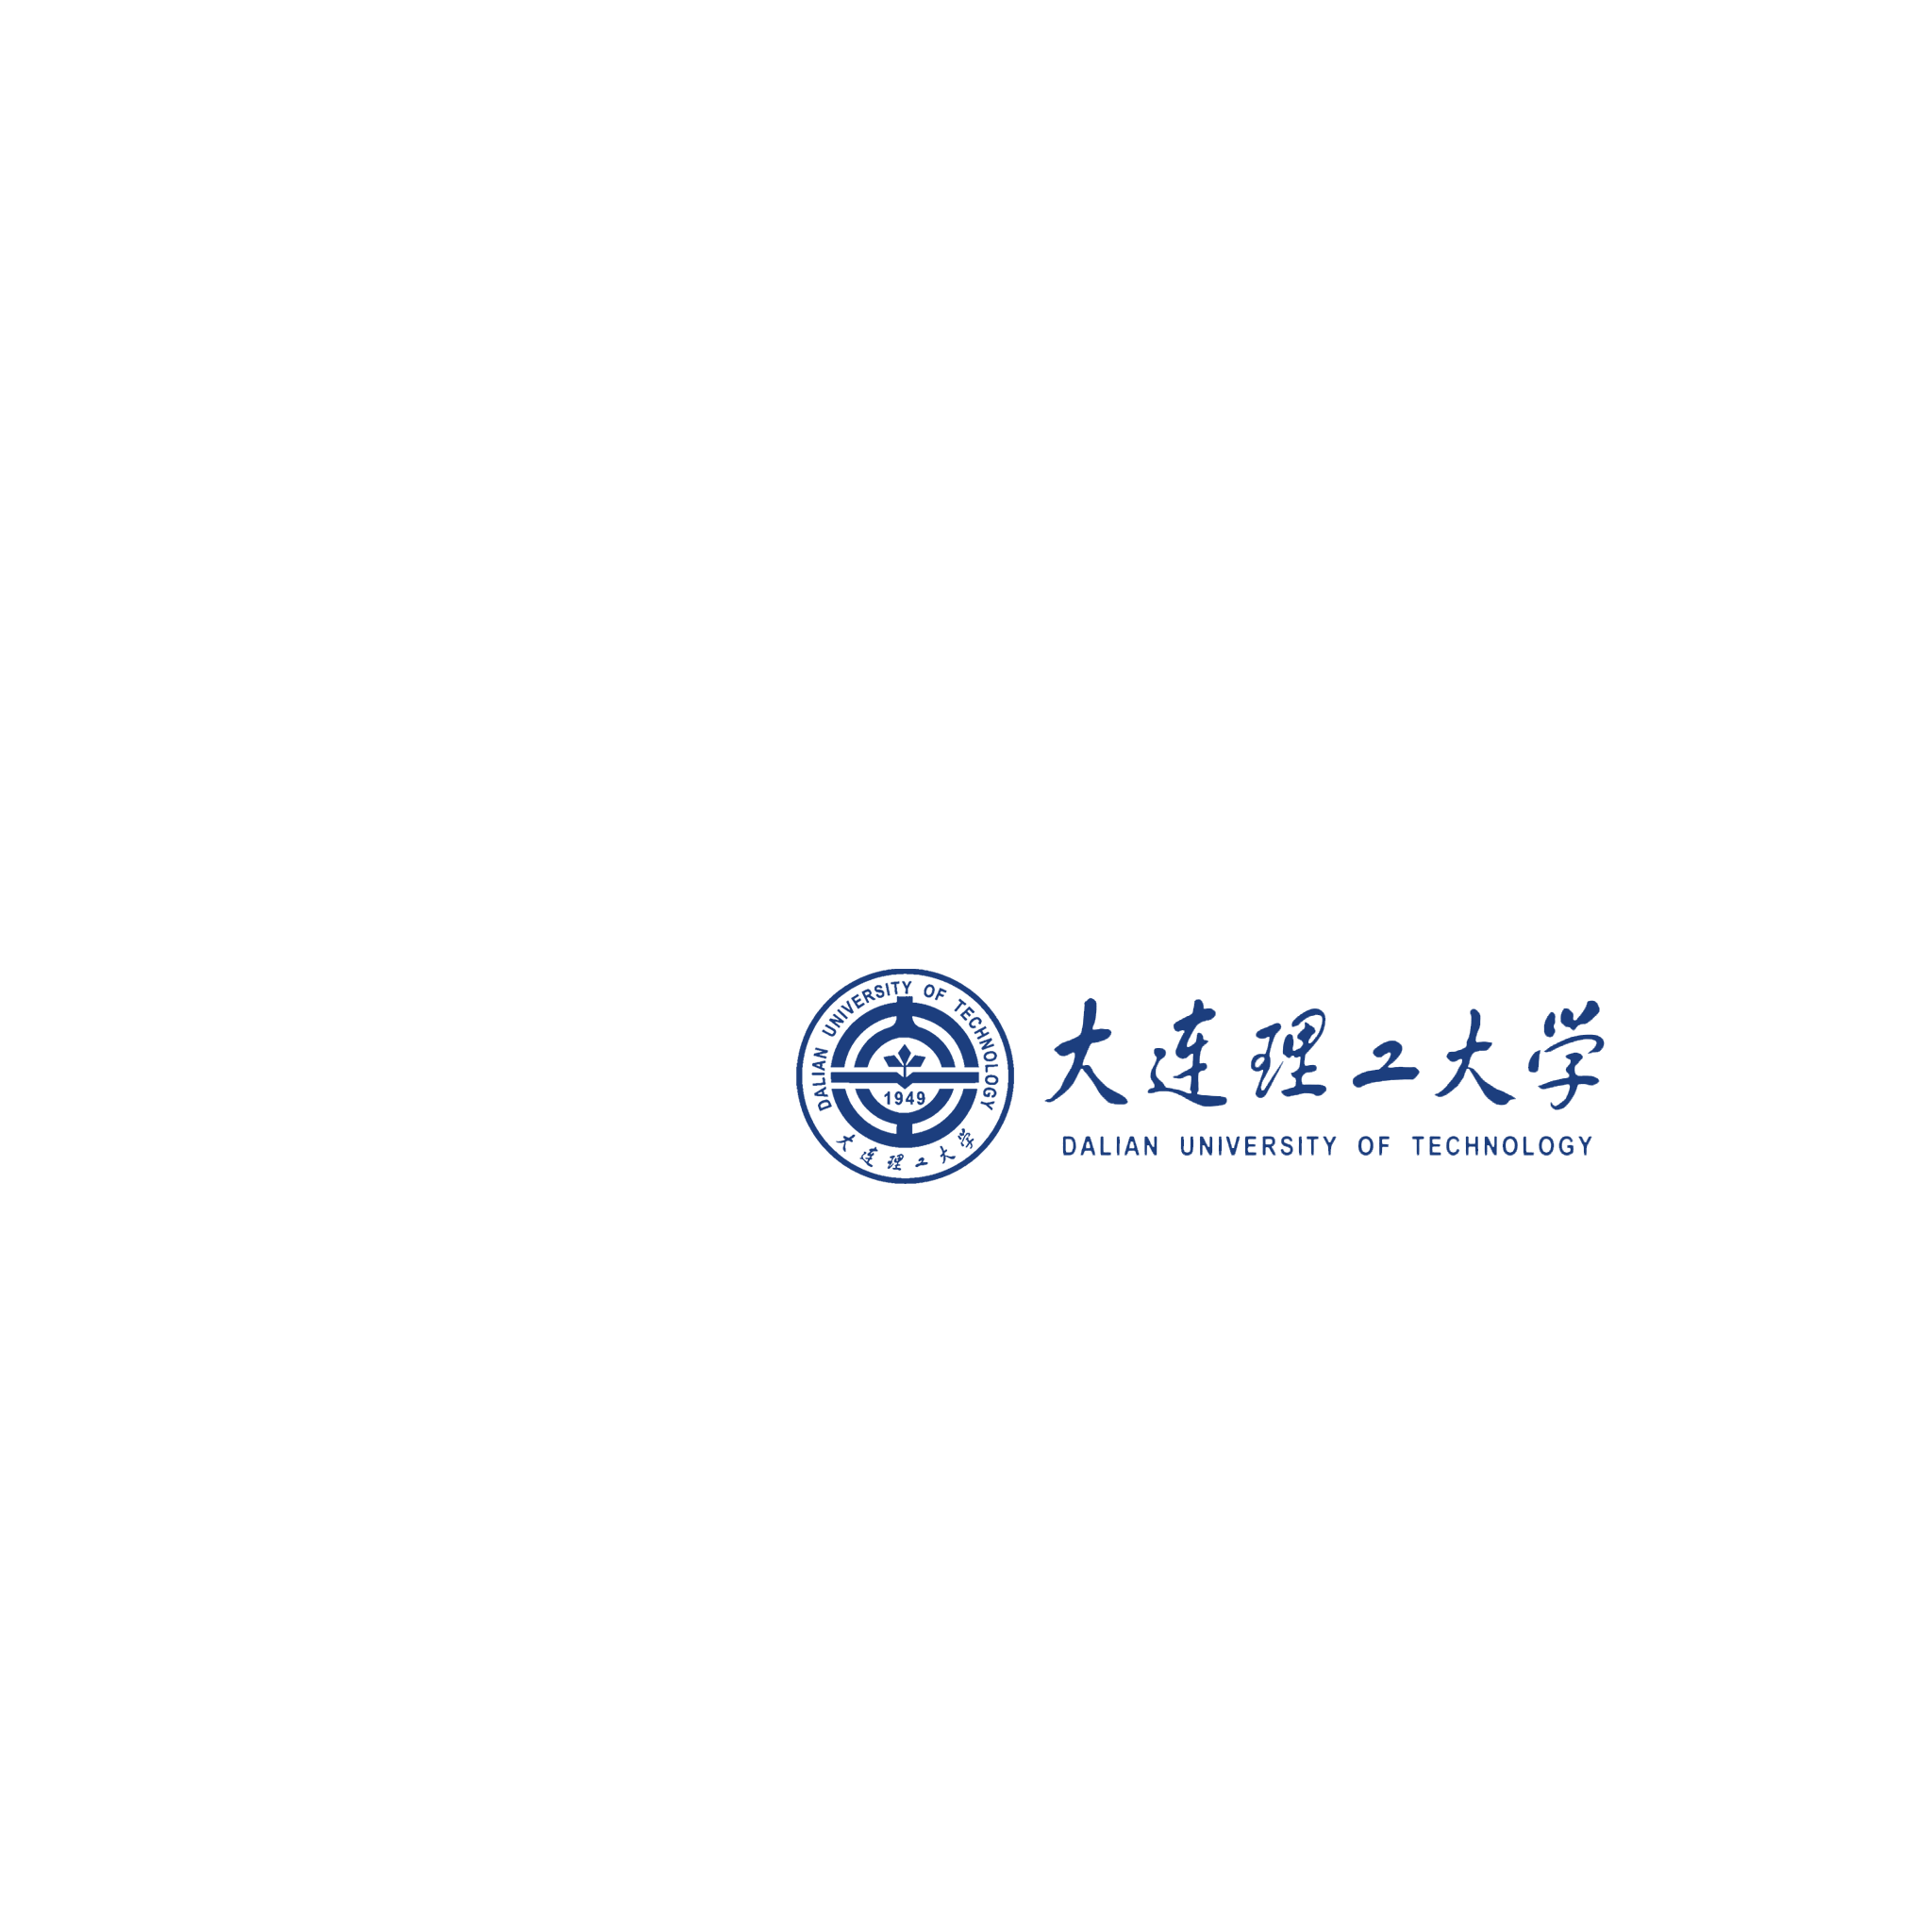 DALIAN UNIVERSITY OF TECHNOLOGY
1949
大连理工大学
大连理工大学
DALIAN UNIVERSITY OF TECHNOLOGY